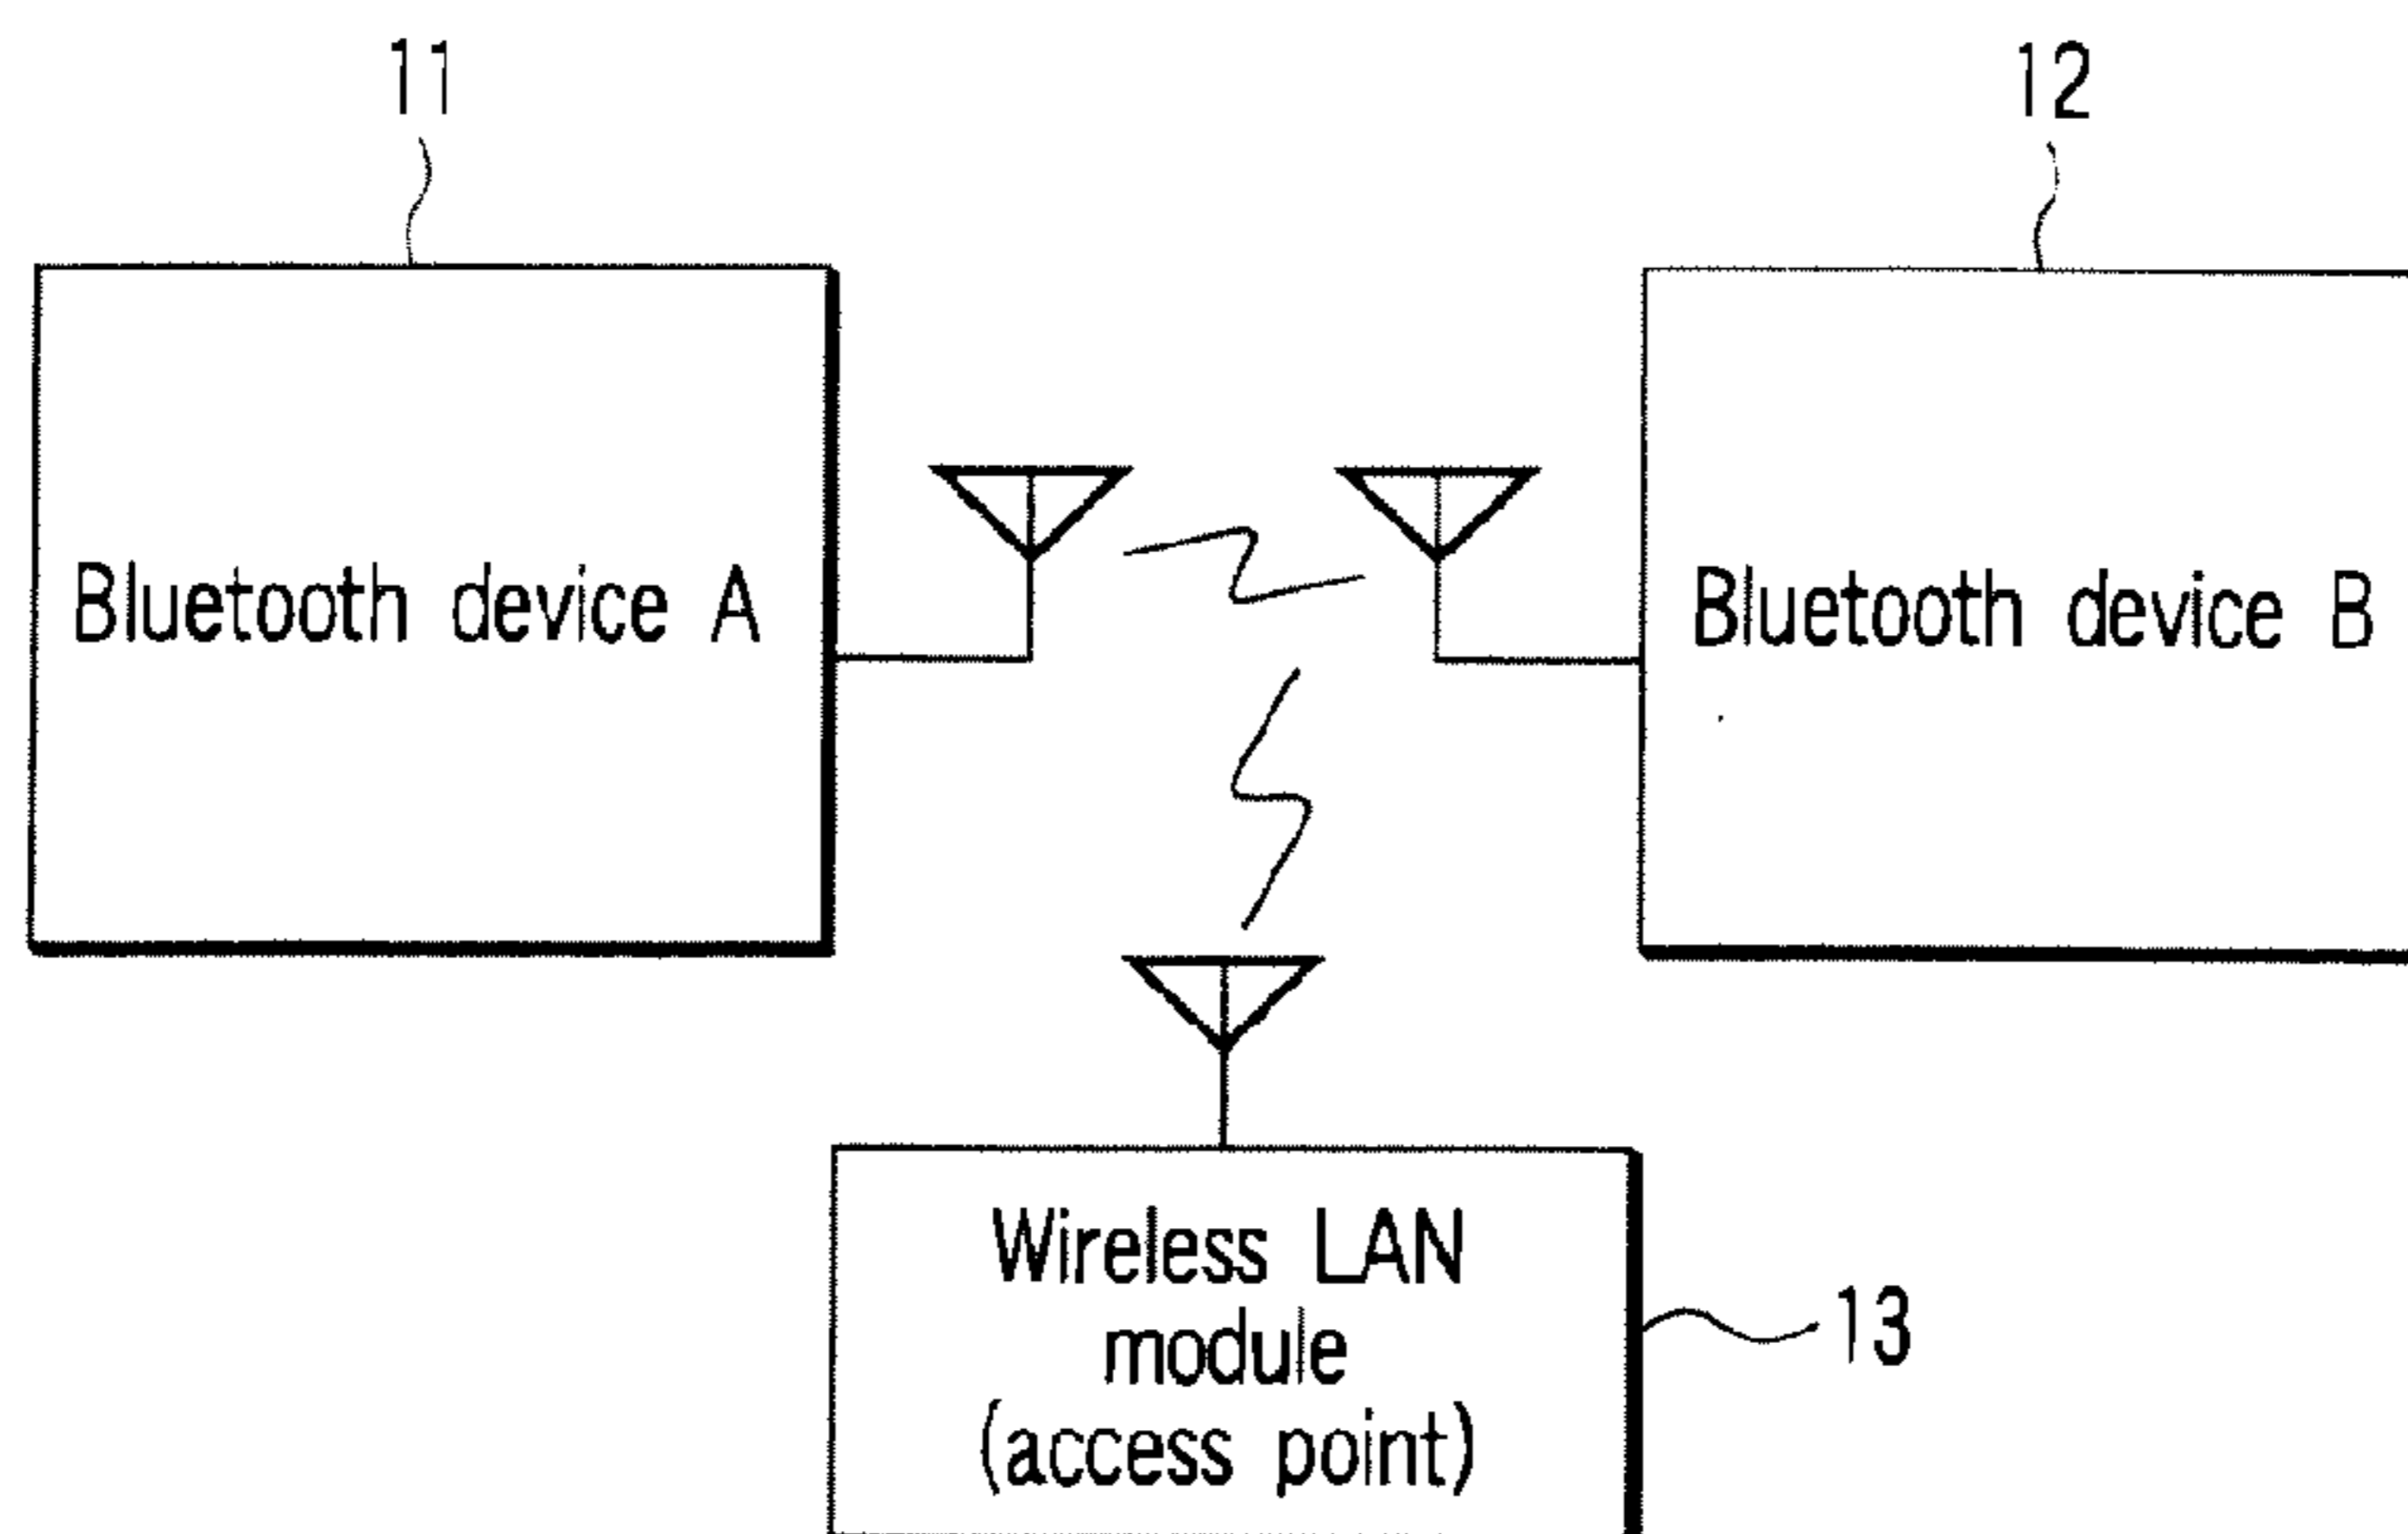 11
12
Bluetooth device A
Bluetooth device B
Wireless LAN
module
(access point)
13